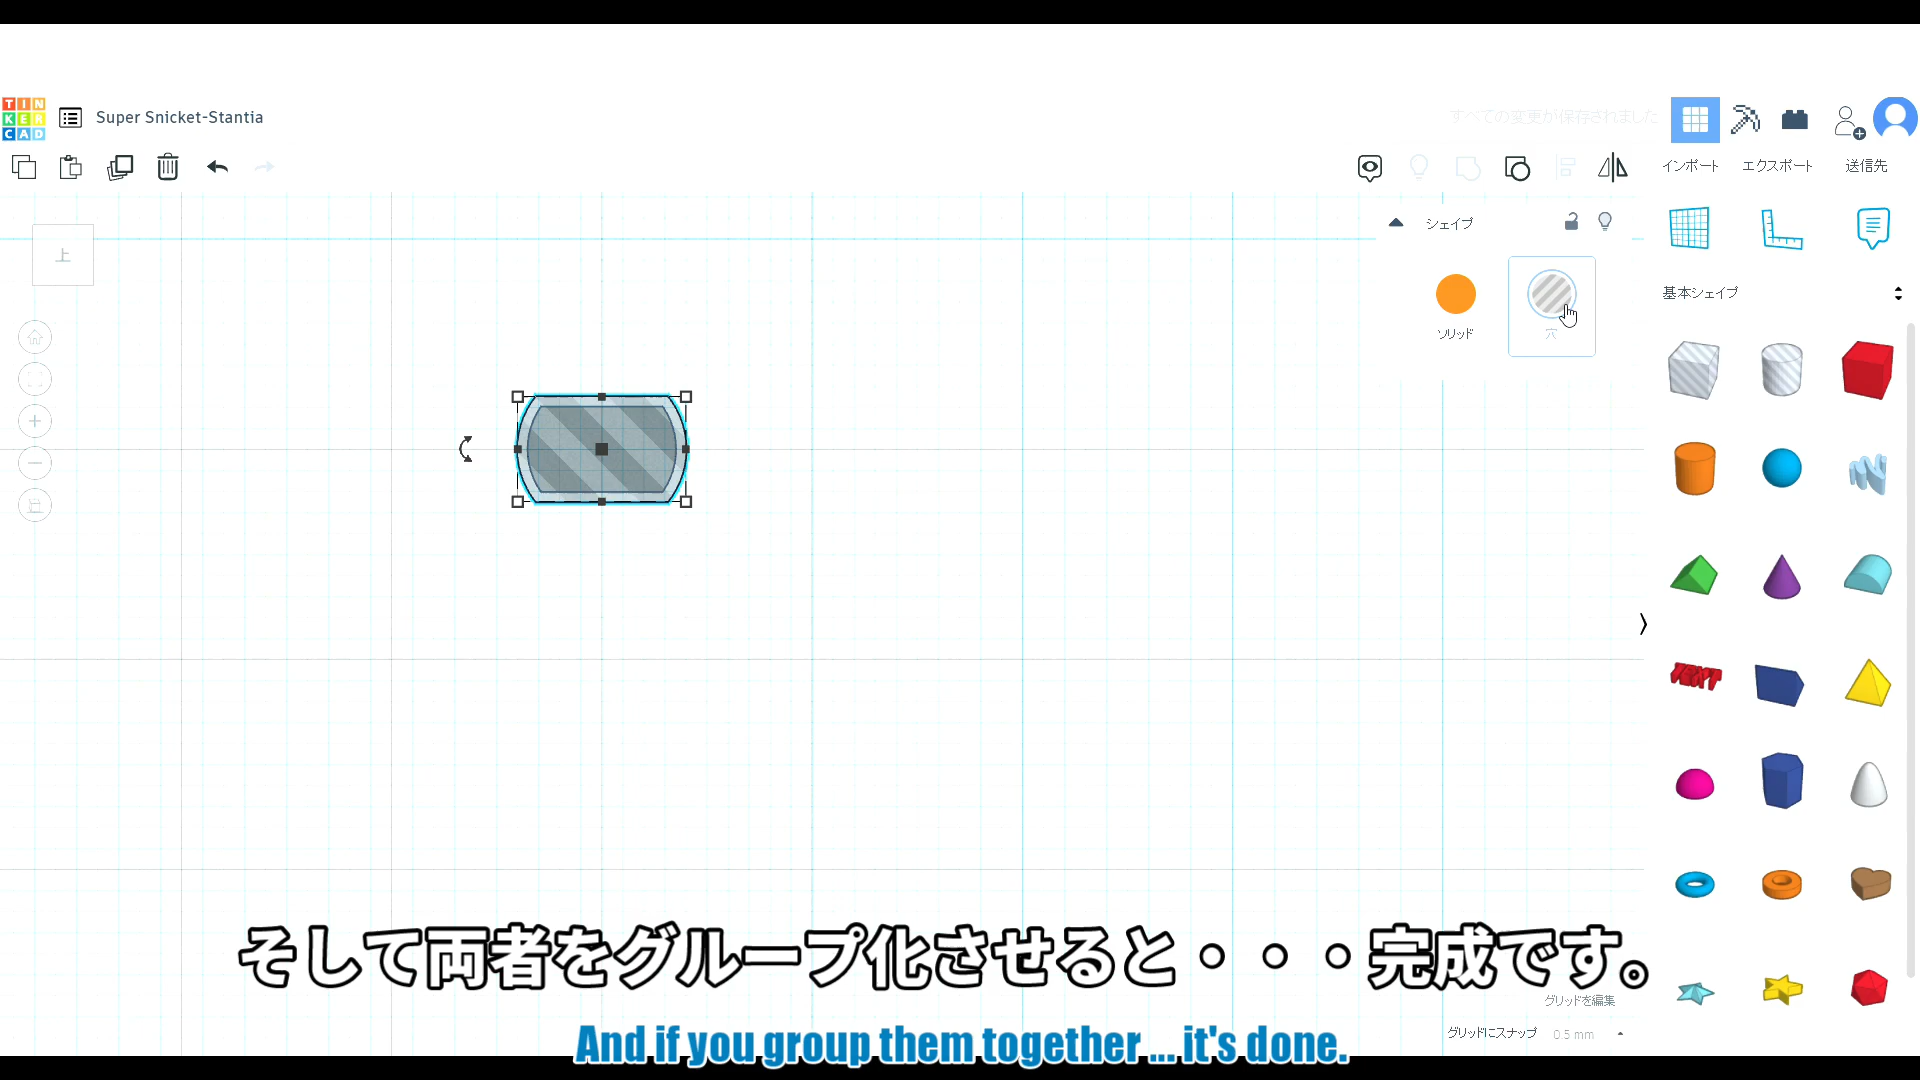 TIN
KER
CAD
Super Snicket-Stantia
すべての変更が保存されました
インポート
エクスポート
送信先
上
シェイプ
ソリッド
穴
基本シェイプ
TEXT
そして両者をグループ化させると・・・完成です。
グリッドを編集
グリッドにスナップ 0.5 mm
And if you group them together ... it's done.